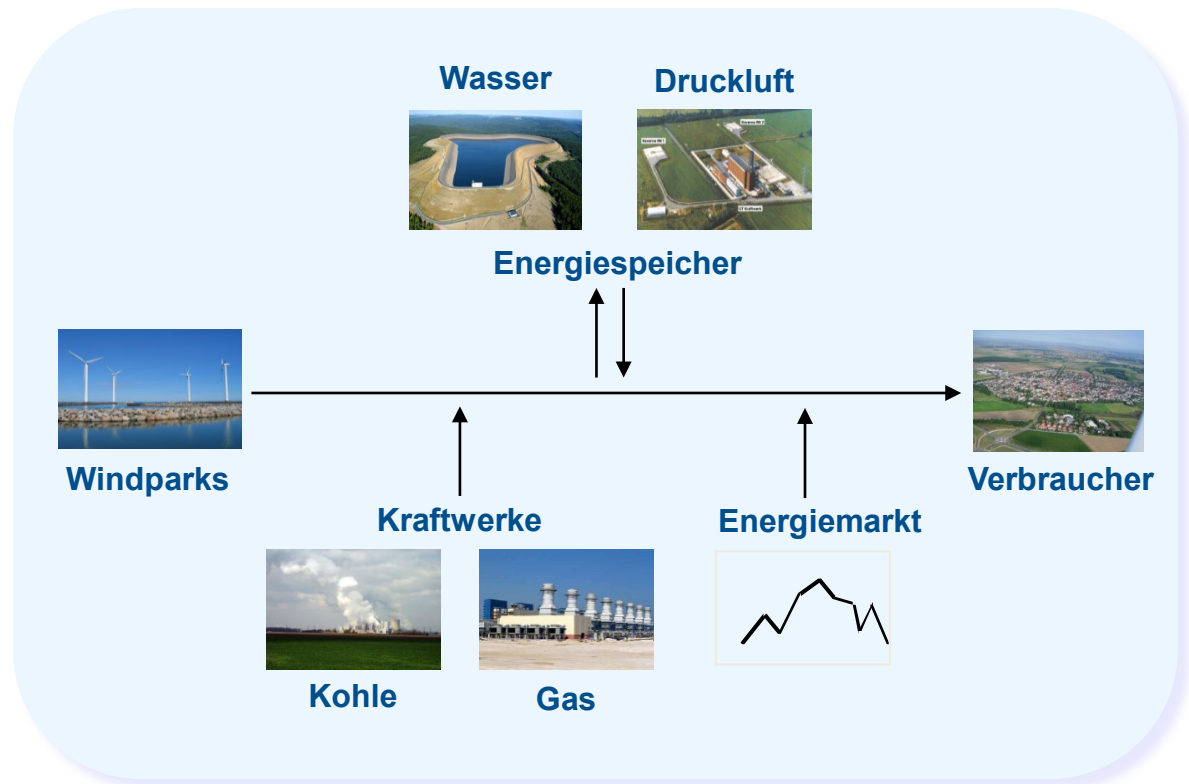 Wasser
Druckluft
Energiespeicher
Windparks
Verbraucher
Kraftwerke
Energiemarkt
Kohle
Gas